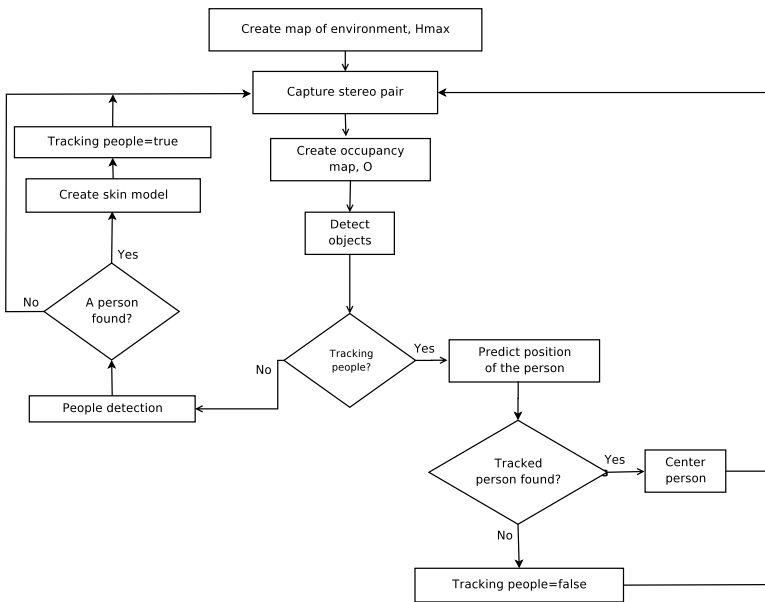 Create map of environment, Hmax
Capture stereo pair
Tracking people=true
Create occupancy
map, O
Create skin model
Detect
objects
Yes
No
A person
found?
Tracking
people?
Yes
Predict position
of the person
No
People detection
Tracked
person found?
Yes
Center
person
No
Tracking people=false